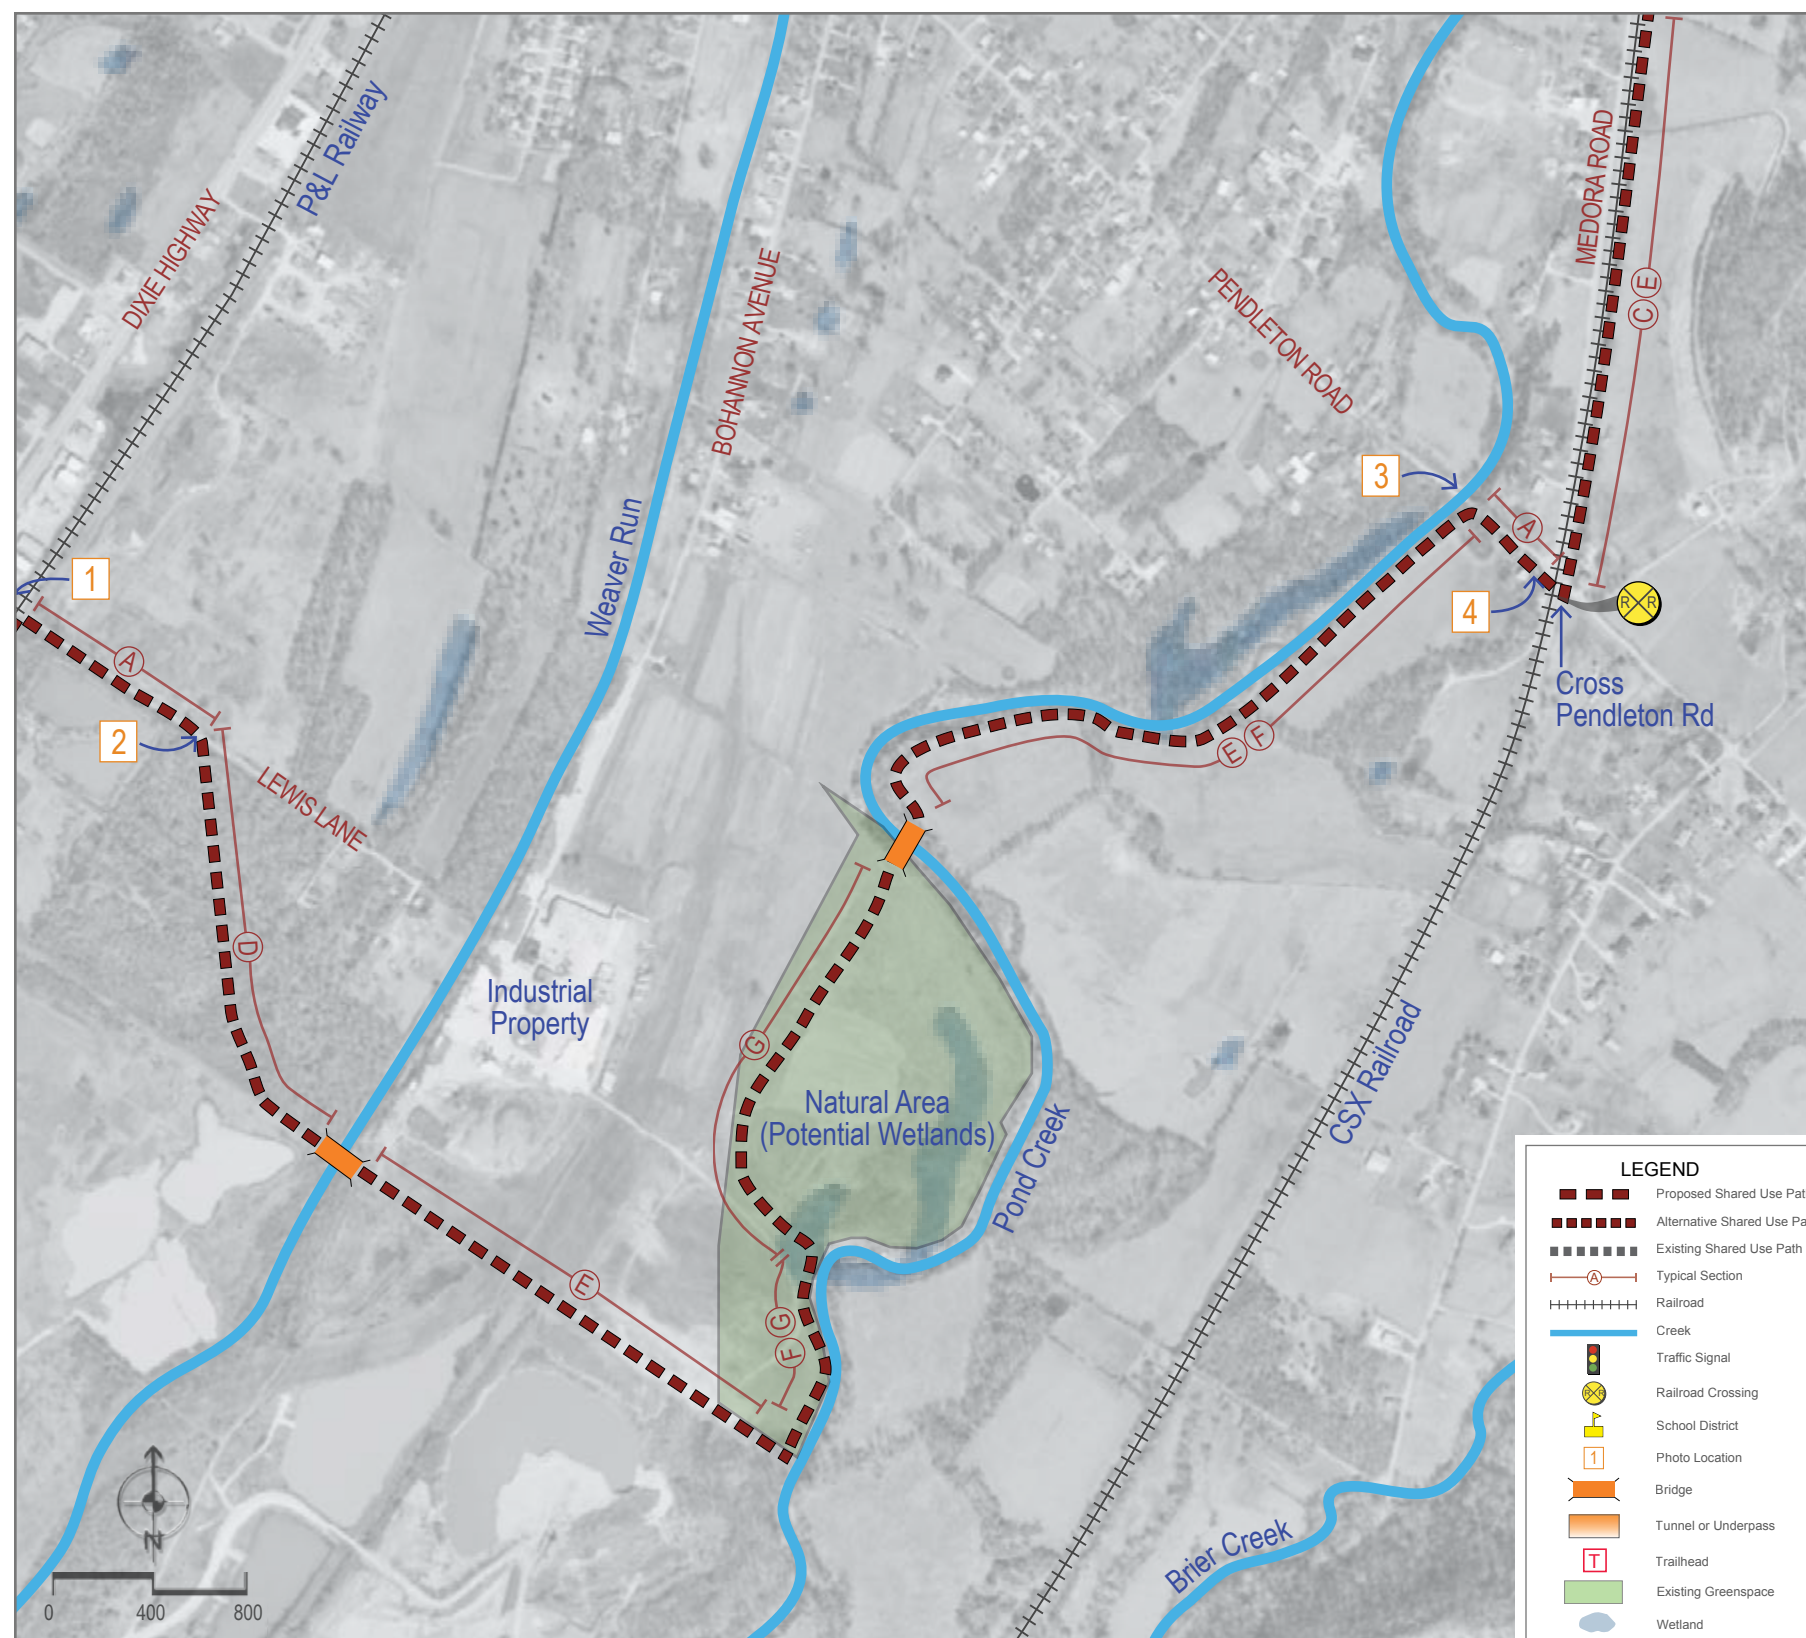 P&L Railway
DIXIE HIGHWAY
BOHANNON AVENUE
Weaver Run
PENDLETON ROAD
MEDORA ROAD
E
C
3
A
4
R R
Cross
Pendleton Rd
1
A
2
LEWIS LANE
D
E
F
Industrial
Property
G
Natural Area
(Potential Wetlands)
Pond Creek
CSX Railroad
E
G
F
Brier Creek
N
0 400 800
LEGEND
Proposed Shared Use Pat
Alternative Shared Use Pa
Existing Shared Use Path
A Typical Section
Railroad
Creek
Traffic Signal
R R Railroad Crossing
School District
1 Photo Location
Bridge
Tunnel or Underpass
T Trailhead
Existing Greenspace
Wetland